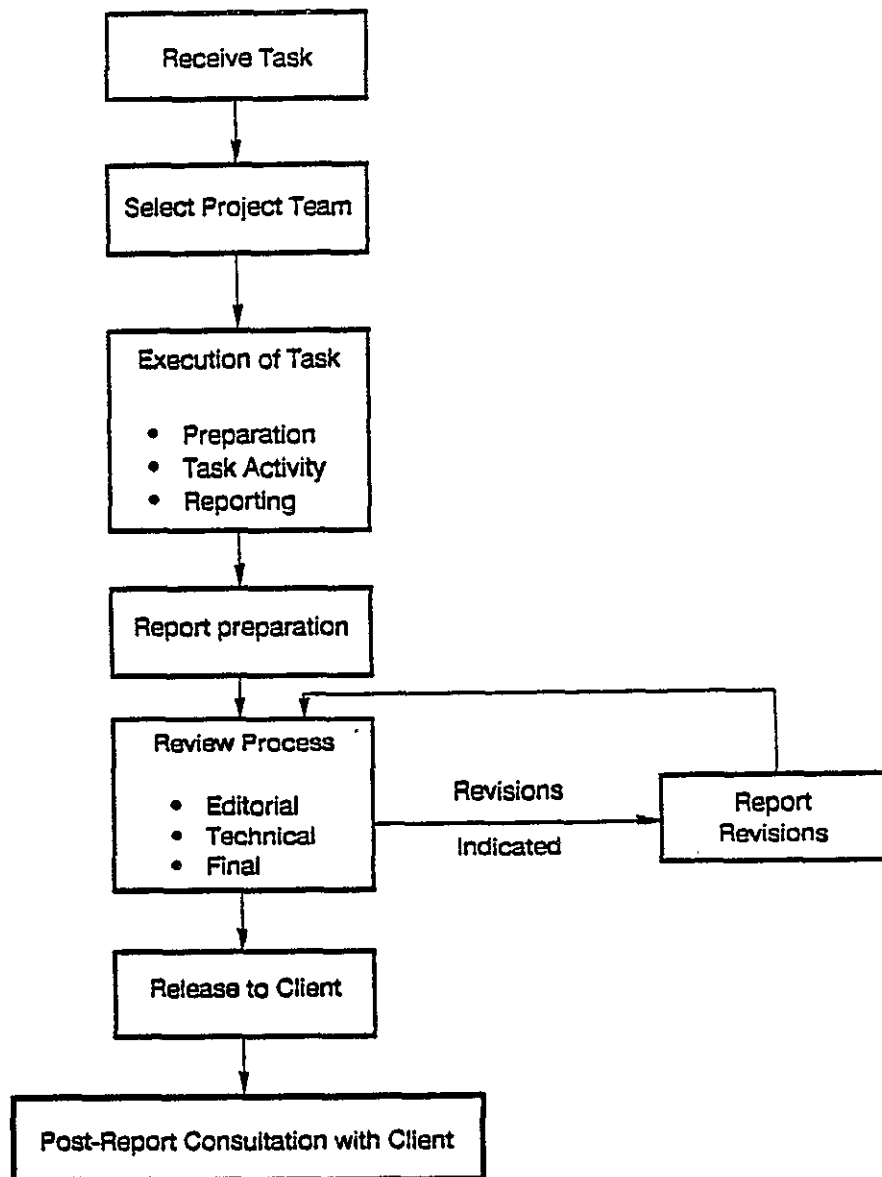 Receive Task
Select Project Team
Execution of Task
• Preparation
• Task Activity
• Reporting
Report preparation
Review Process
• Editorial
• Technical
• Final
Revisions
Indicated
Report
Revisions
Release to Client
Post-Report Consultation with Client